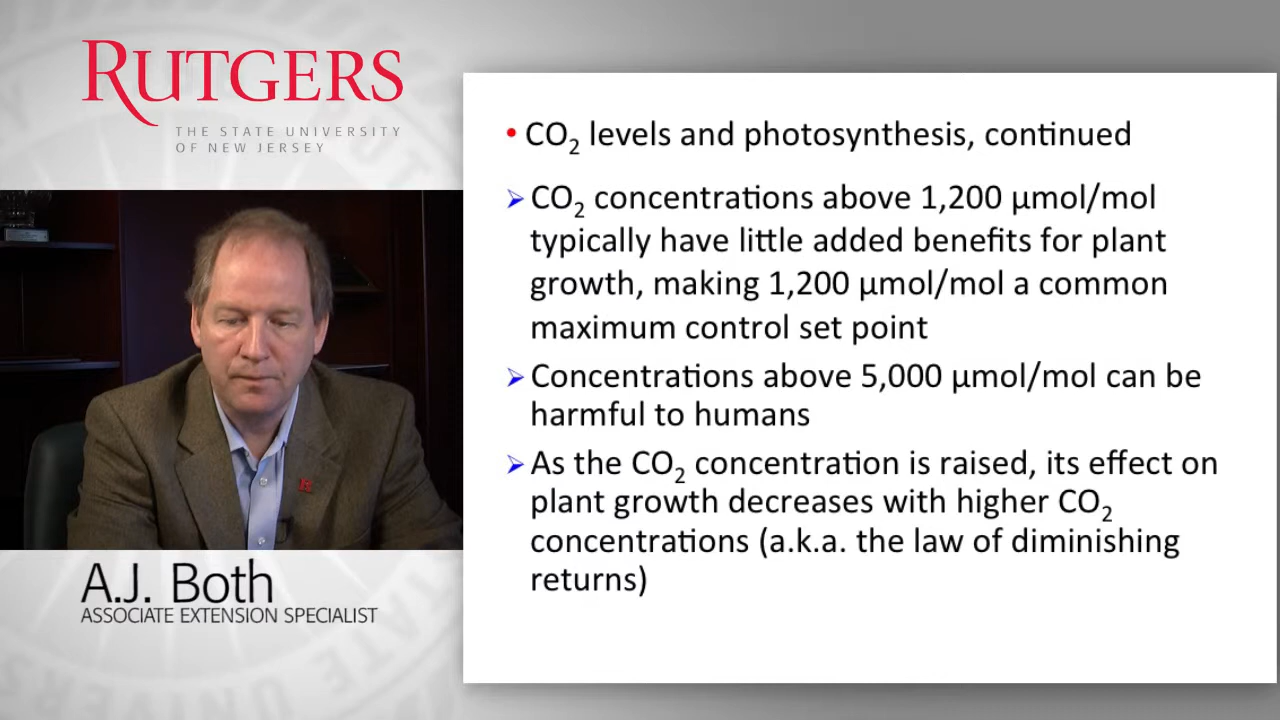 RUTGERS
THE STATE UNIVERSITY
OF NEW JERSEY
A.J. Both
ASSOCIATE EXTENSION SPECIALIST
• CO₂ levels and photosynthesis, continued
➢ CO₂ concentrations above 1,200 µmol/mol
typically have little added benefits for plant
growth, making 1,200 µmol/mol a common
maximum control set point
➢ Concentrations above 5,000 µmol/mol can be
harmful to humans
➢ As the CO₂ concentration is raised, its effect on
plant growth decreases with higher CO₂
concentrations (a.k.a. the law of diminishing
returns)